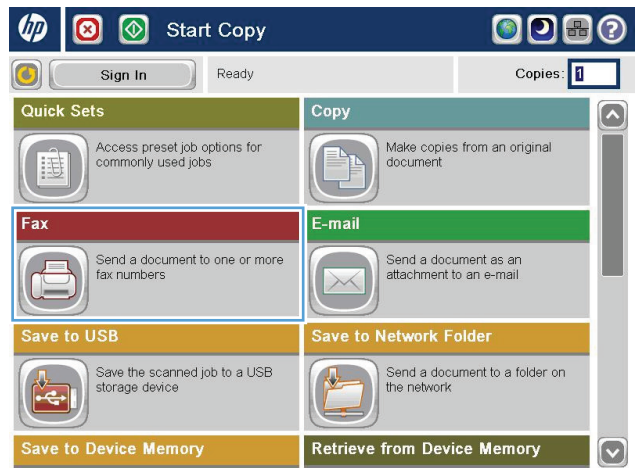 hp
Start Copy
?
Sign In
Ready
Copies: 1
Quick Sets
Access preset job options for
commonly used jobs
Copy
Make copies from an original
document
Fax
Send a document to one or more
fax numbers
E-mail
Send a document as an
attachment to an e-mail
Save to USB
Save the scanned job to a USB
storage device
Save to Network Folder
Send a document to a folder on
the network
Save to Device Memory
Retrieve from Device Memory